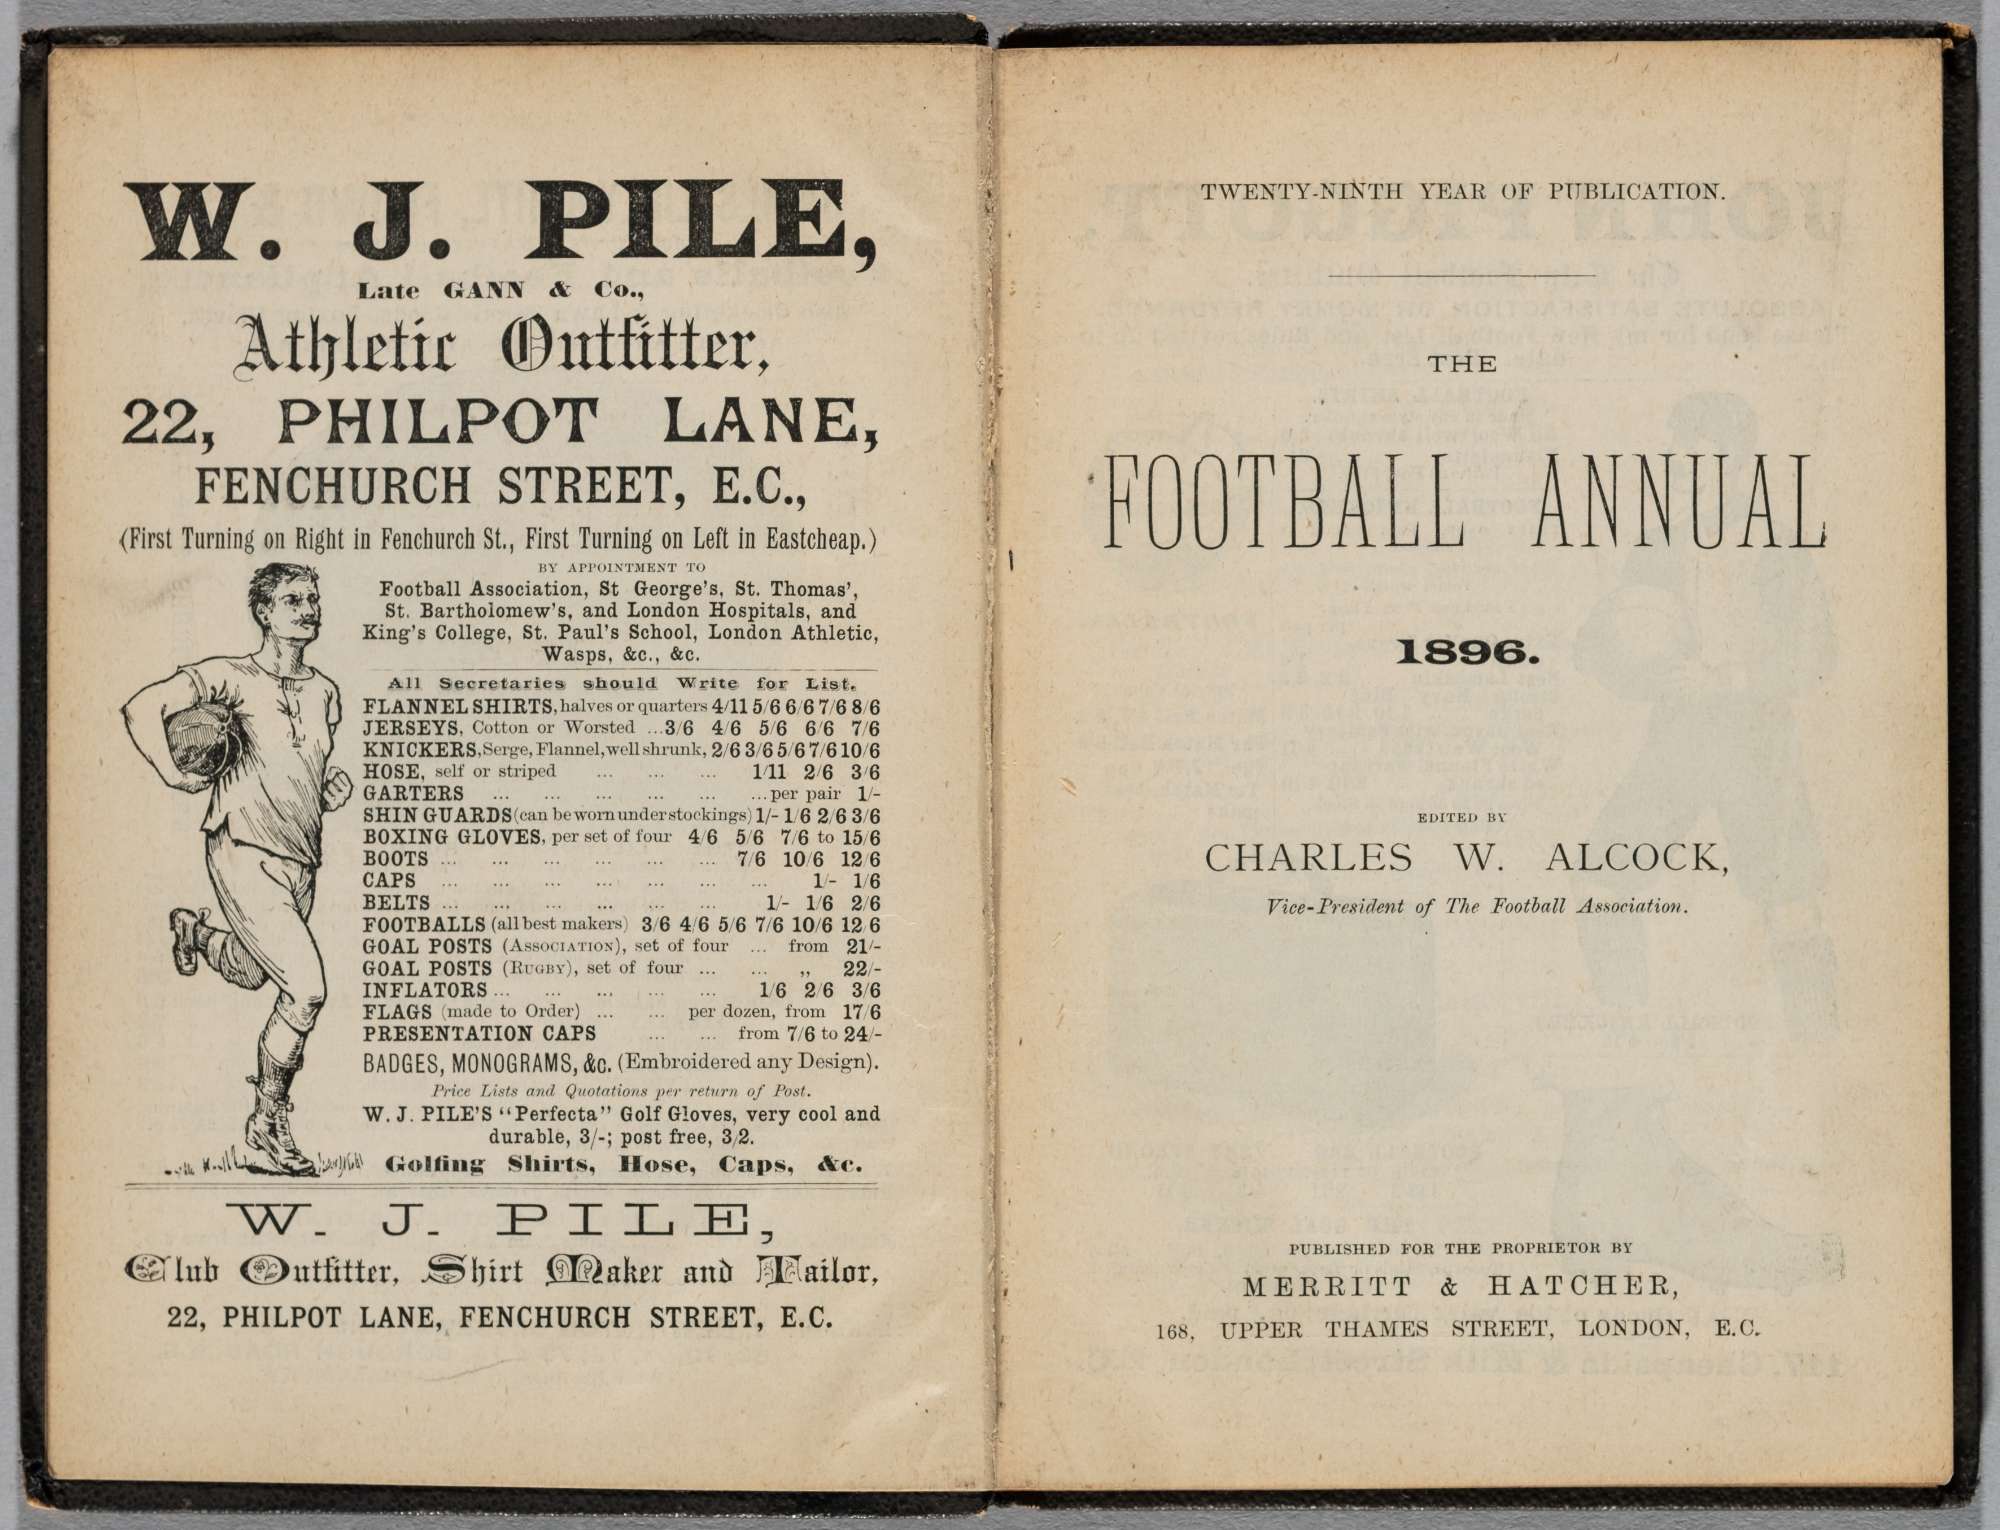 W. J. PILE,
Late GANN & Co.,
Athletic Outfitter,
22, PHILPOT LANE,
FENCHURCH STREET, E.C.,
(First Turning on Right in Fenchurch St., First Turning on Left in Eastcheap.)
BY APPOINTMENT TO
Football Association, St George's, St. Thomas',
St. Bartholomew's, and London Hospitals, and
King's College, St. Paul's School, London Athletic,
Wasps, &c., &c.
All Secretaries should Write for List.
FLANNEL SHIRTS, halves or quarters 4/11 5/6 6/6 7/6 8/6
JERSEYS, Cotton or Worsted ...3/6 4/6 5/6 6/6 7/6
KNICKERS, Serge, Flannel, well shrunk, 2/6 3/6 5/6 7/6 10/6
HOSE, self or striped ... ... ... 1/11 2/6 3/6
GARTERS ... ... ... ... ... ...per pair 1/-
SHIN GUARDS (can be worn under stockings) 1/- 1/6 2/6 3/6
BOXING GLOVES, per set of four 4/6 5/6 7/6 to 15/6
BOOTS ... ... ... ... ... ... 7/6 10/6 12/6
CAPS ... ... ... ... ... ... ... 1/- 1/6
BELTS ... ... ... ... ... ... 1/- 1/6 2/6
FOOTBALLS (all best makers) 3/6 4/6 5/6 7/6 10/6 12/6
GOAL POSTS (ASSOCIATION), set of four ... from 21/-
GOAL POSTS (RUGBY), set of four ... ... ,, 22/-
INFLATORS ... ... ... ... ... 1/6 2/6 3/6
FLAGS (made to Order) ... ... per dozen, from 17/6
PRESENTATION CAPS ... ... from 7/6 to 24/-
BADGES, MONOGRAMS, &c. (Embroidered any Design).
Price Lists and Quotations per return of Post.
W. J. PILE'S "Perfecta" Golf Gloves, very cool and
durable, 3/-; post free, 3/2.
Golfing Shirts, Hose, Caps, &c.
W. J. PILE,
Club Outfitter, Shirt Maker and Tailor,
22, PHILPOT LANE, FENCHURCH STREET, E.C.
TWENTY-NINTH YEAR OF PUBLICATION.
THE
FOOTBALL ANNUAL
1896.
EDITED BY
CHARLES W. ALCOCK,
Vice-President of The Football Association.
PUBLISHED FOR THE PROPRIETOR BY
MERRITT & HATCHER,
168, UPPER THAMES STREET, LONDON, E.C.